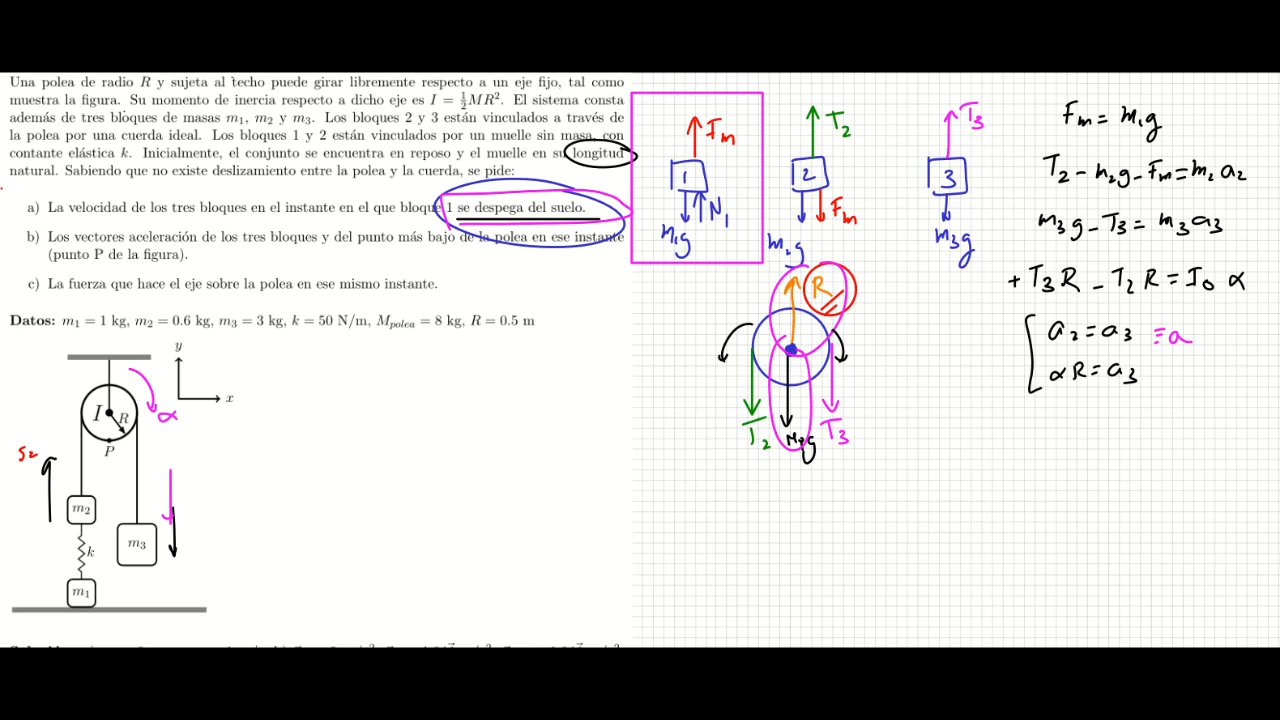 Una polea de radio R y sujeta al techo puede girar libremente respecto a un eje fijo, tal como
muestra la figura. Su momento de inercia respecto a dicho eje es I = ½MR². El sistema consta
además de tres bloques de masas m₁, m₂ y m₃. Los bloques 2 y 3 están vinculados a través de
la polea por una cuerda ideal. Los bloques 1 y 2 están vinculados por un muelle sin masa, con
contante elástica k. Inicialmente, el conjunto se encuentra en reposo y el muelle en su longitud
natural. Sabiendo que no existe deslizamiento entre la polea y la cuerda, se pide:
a) La velocidad de los tres bloques en el instante en el que bloque 1 se despega del suelo.
b) Los vectores aceleración de los tres bloques y del punto más bajo de la polea en ese instante
(punto P de la figura).
c) La fuerza que hace el eje sobre la polea en ese mismo instante.
Datos: m₁ = 1 kg, m₂ = 0.6 kg, m₃ = 3 kg, k = 50 N/m, M_polea = 8 kg, R = 0.5 m
y
x
I
R
α
P
S₂
m₂
k
m₃
m₁
Fm
1
N₁
m₁g
T₂
2
Fm
m₂g
T₃
3
m₃g
R
T₂
T₃
Fm = m₁g
T₂ - m₂g - Fm = m₂ a₂
m₃g - T₃ = m₃a₃
+ T₃ R - T₂ R = I₀ α
a₂ = a₃ ≡ a
αR = a₃